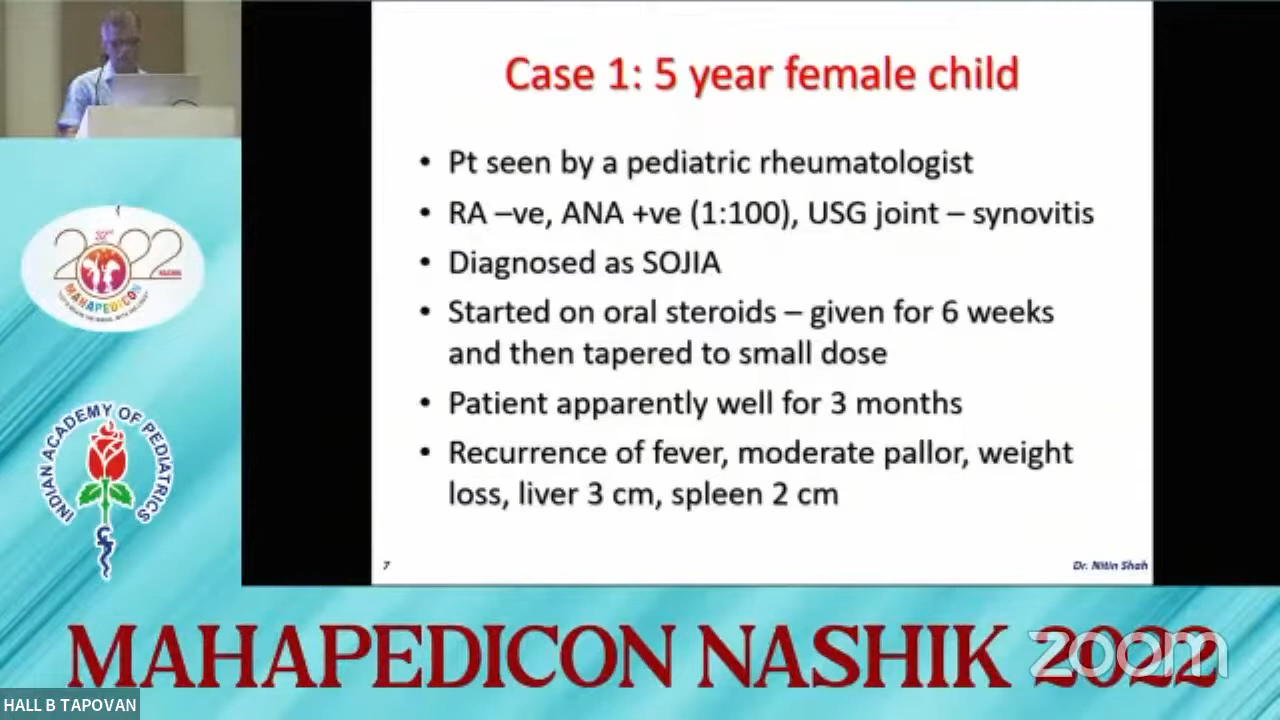 Case 1: 5 year female child
• Pt seen by a pediatric rheumatologist
• RA –ve, ANA +ve (1:100), USG joint – synovitis
• Diagnosed as SOJIA
• Started on oral steroids – given for 6 weeks
and then tapered to small dose
• Patient apparently well for 3 months
• Recurrence of fever, moderate pallor, weight
loss, liver 3 cm, spleen 2 cm
7
Dr. Nitin Shah
32nd
2022
NASHIK
MAHAPEDICON
INDIAN ACADEMY OF PEDIATRICS
MAHAPEDICON NASHIK 2022
zoom
HALL B TAPOVAN